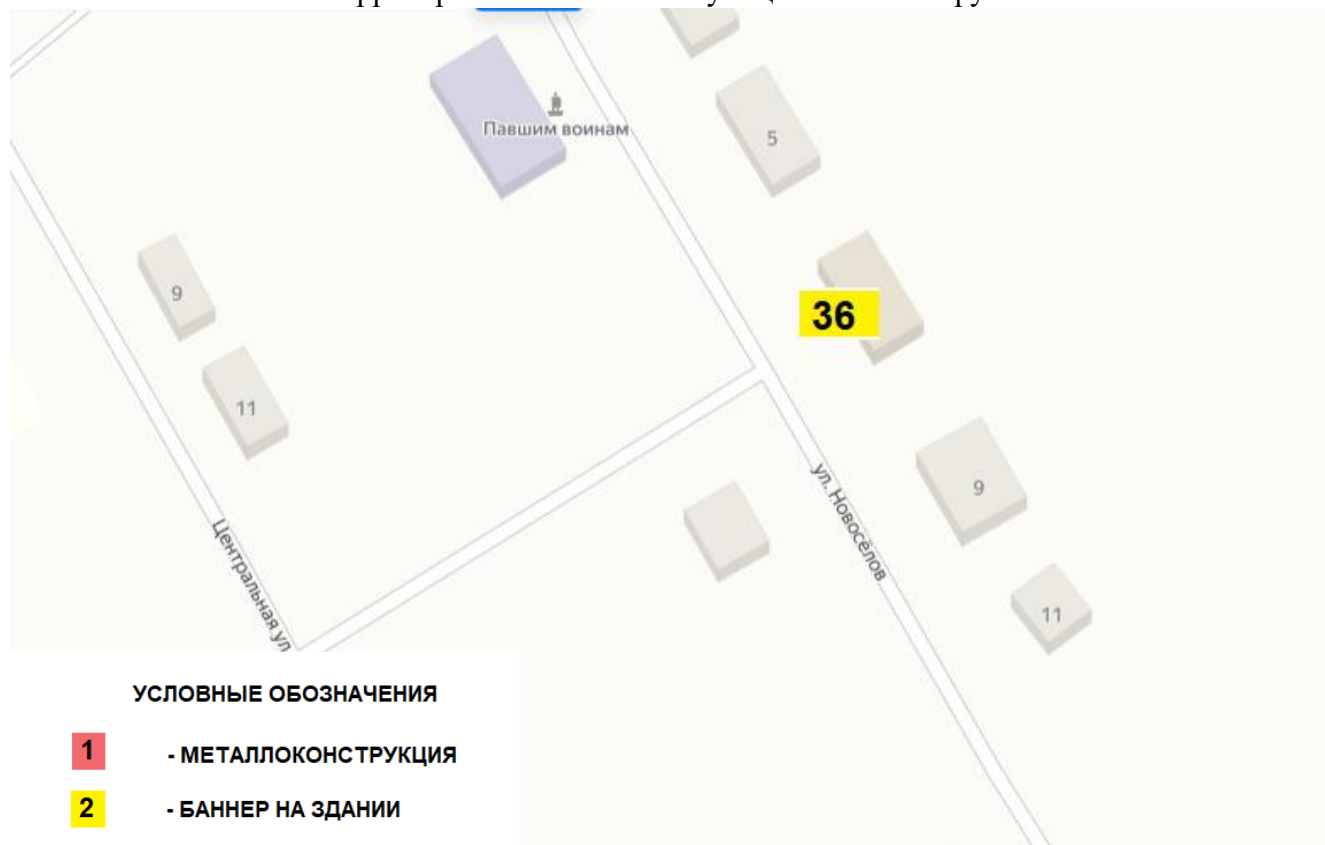 Павшим воинам
5
9
36
11
9
ул. Новосёлов
Центральная ул
11
УСЛОВНЫЕ ОБОЗНАЧЕНИЯ
1 - МЕТАЛЛОКОНСТРУКЦИЯ
2 - БАННЕР НА ЗДАНИИ